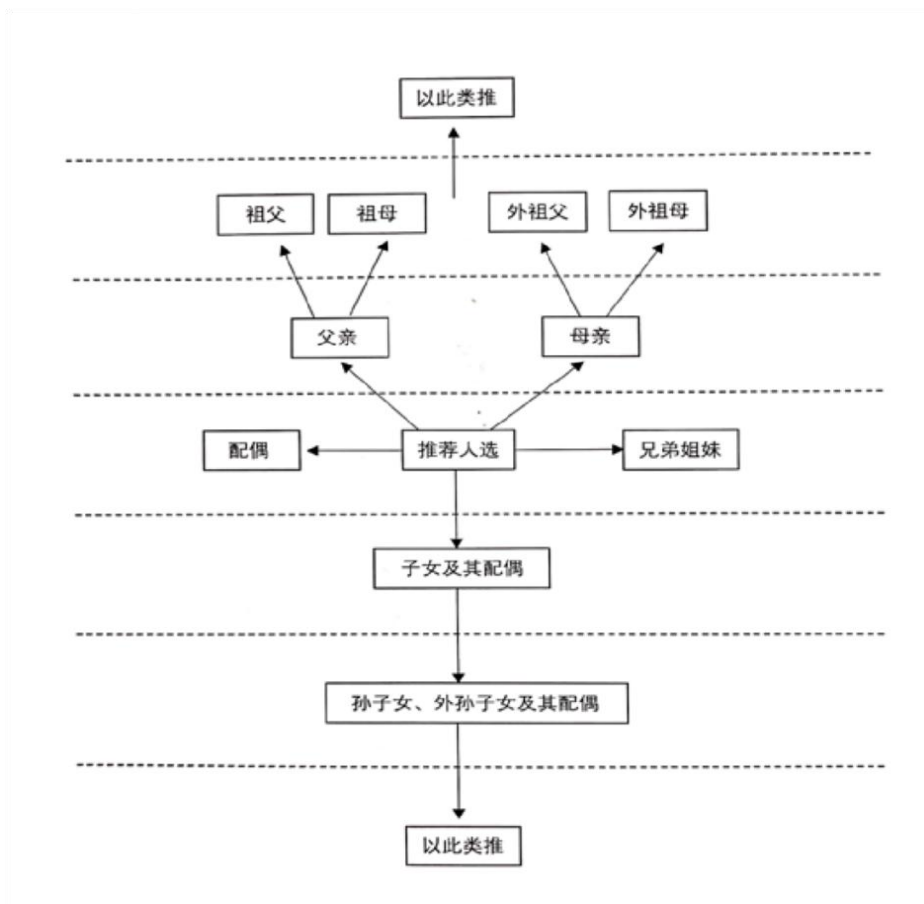 以此类推
祖父
祖母
外祖父
外祖母
父亲
母亲
配偶
推荐人选
兄弟姐妹
子女及其配偶
孙子女、外孙子女及其配偶
以此类推